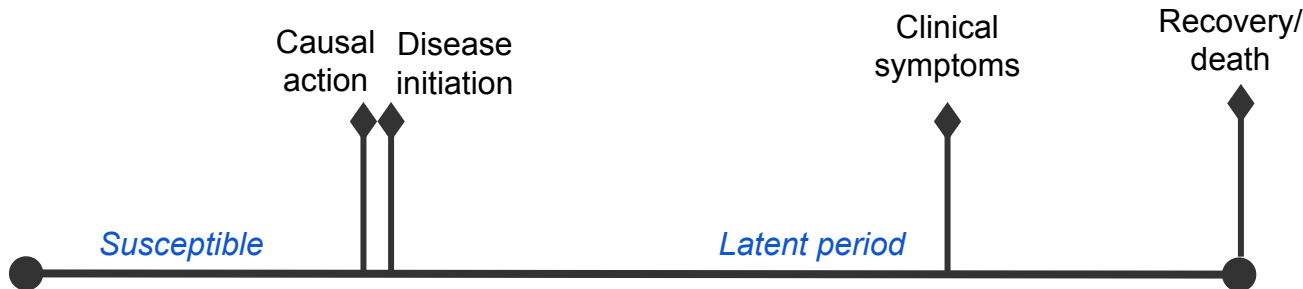 Causal
action
Disease
initiation
Clinical
symptoms
Recovery/
death
Susceptible
Latent period